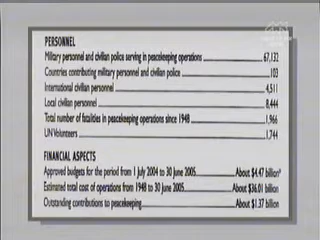 PERSONNEL
Military personnel and civilian police serving in peacekeeping operations 67,132
Countries contributing military personnel and civilian police 103
International civilian personnel 4,511
Local civilian personnel 8,444
Total number of fatalities in peacekeeping operations since 1948 1,966
UN Volunteers 1,744
FINANCIAL ASPECTS
Approved budgets for the period from 1 July 2004 to 30 June 2005 About $4.47 billion*
Estimated total cost of operations from 1948 to 30 June 2005 About $36.01 billion
Outstanding contributions to peacekeeping About $1.37 billion